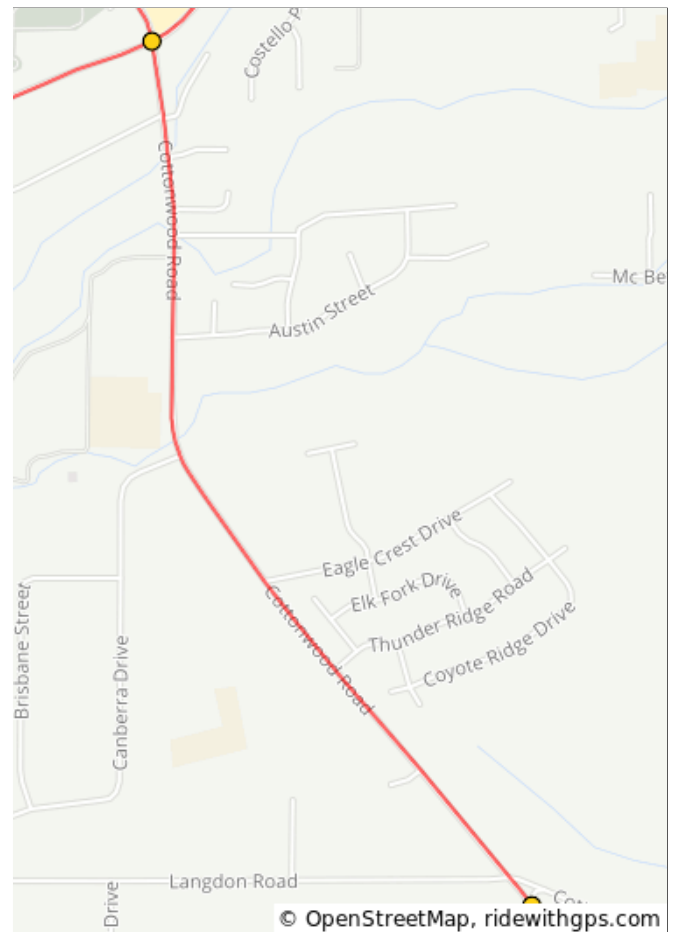 Costello P
Cottonwood Road
Mc Be
Austin Street
Eagle Crest Drive
Elk Fork Drive
Thunder Ridge Road
Coyote Ridge Drive
Cottonwood Road
Brisbane Street
Canberra Drive
Langdon Road
Drive
© OpenStreetMap, ridewithgps.com